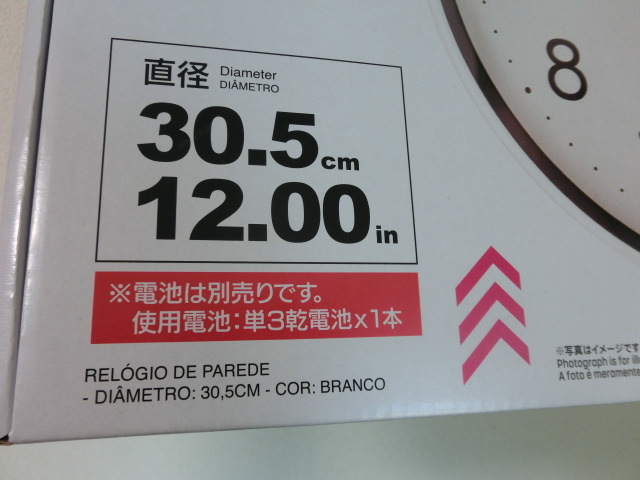 直径 Diameter
DIÂMETRO
30.5cm
12.00in
8
※電池は別売りです。
使用電池：単3乾電池x1本
RELÓGIO DE PAREDE
- DIÂMETRO: 30,5CM - COR: BRANCO
※写真はイメージです
Photograph is for
A foto é meramente